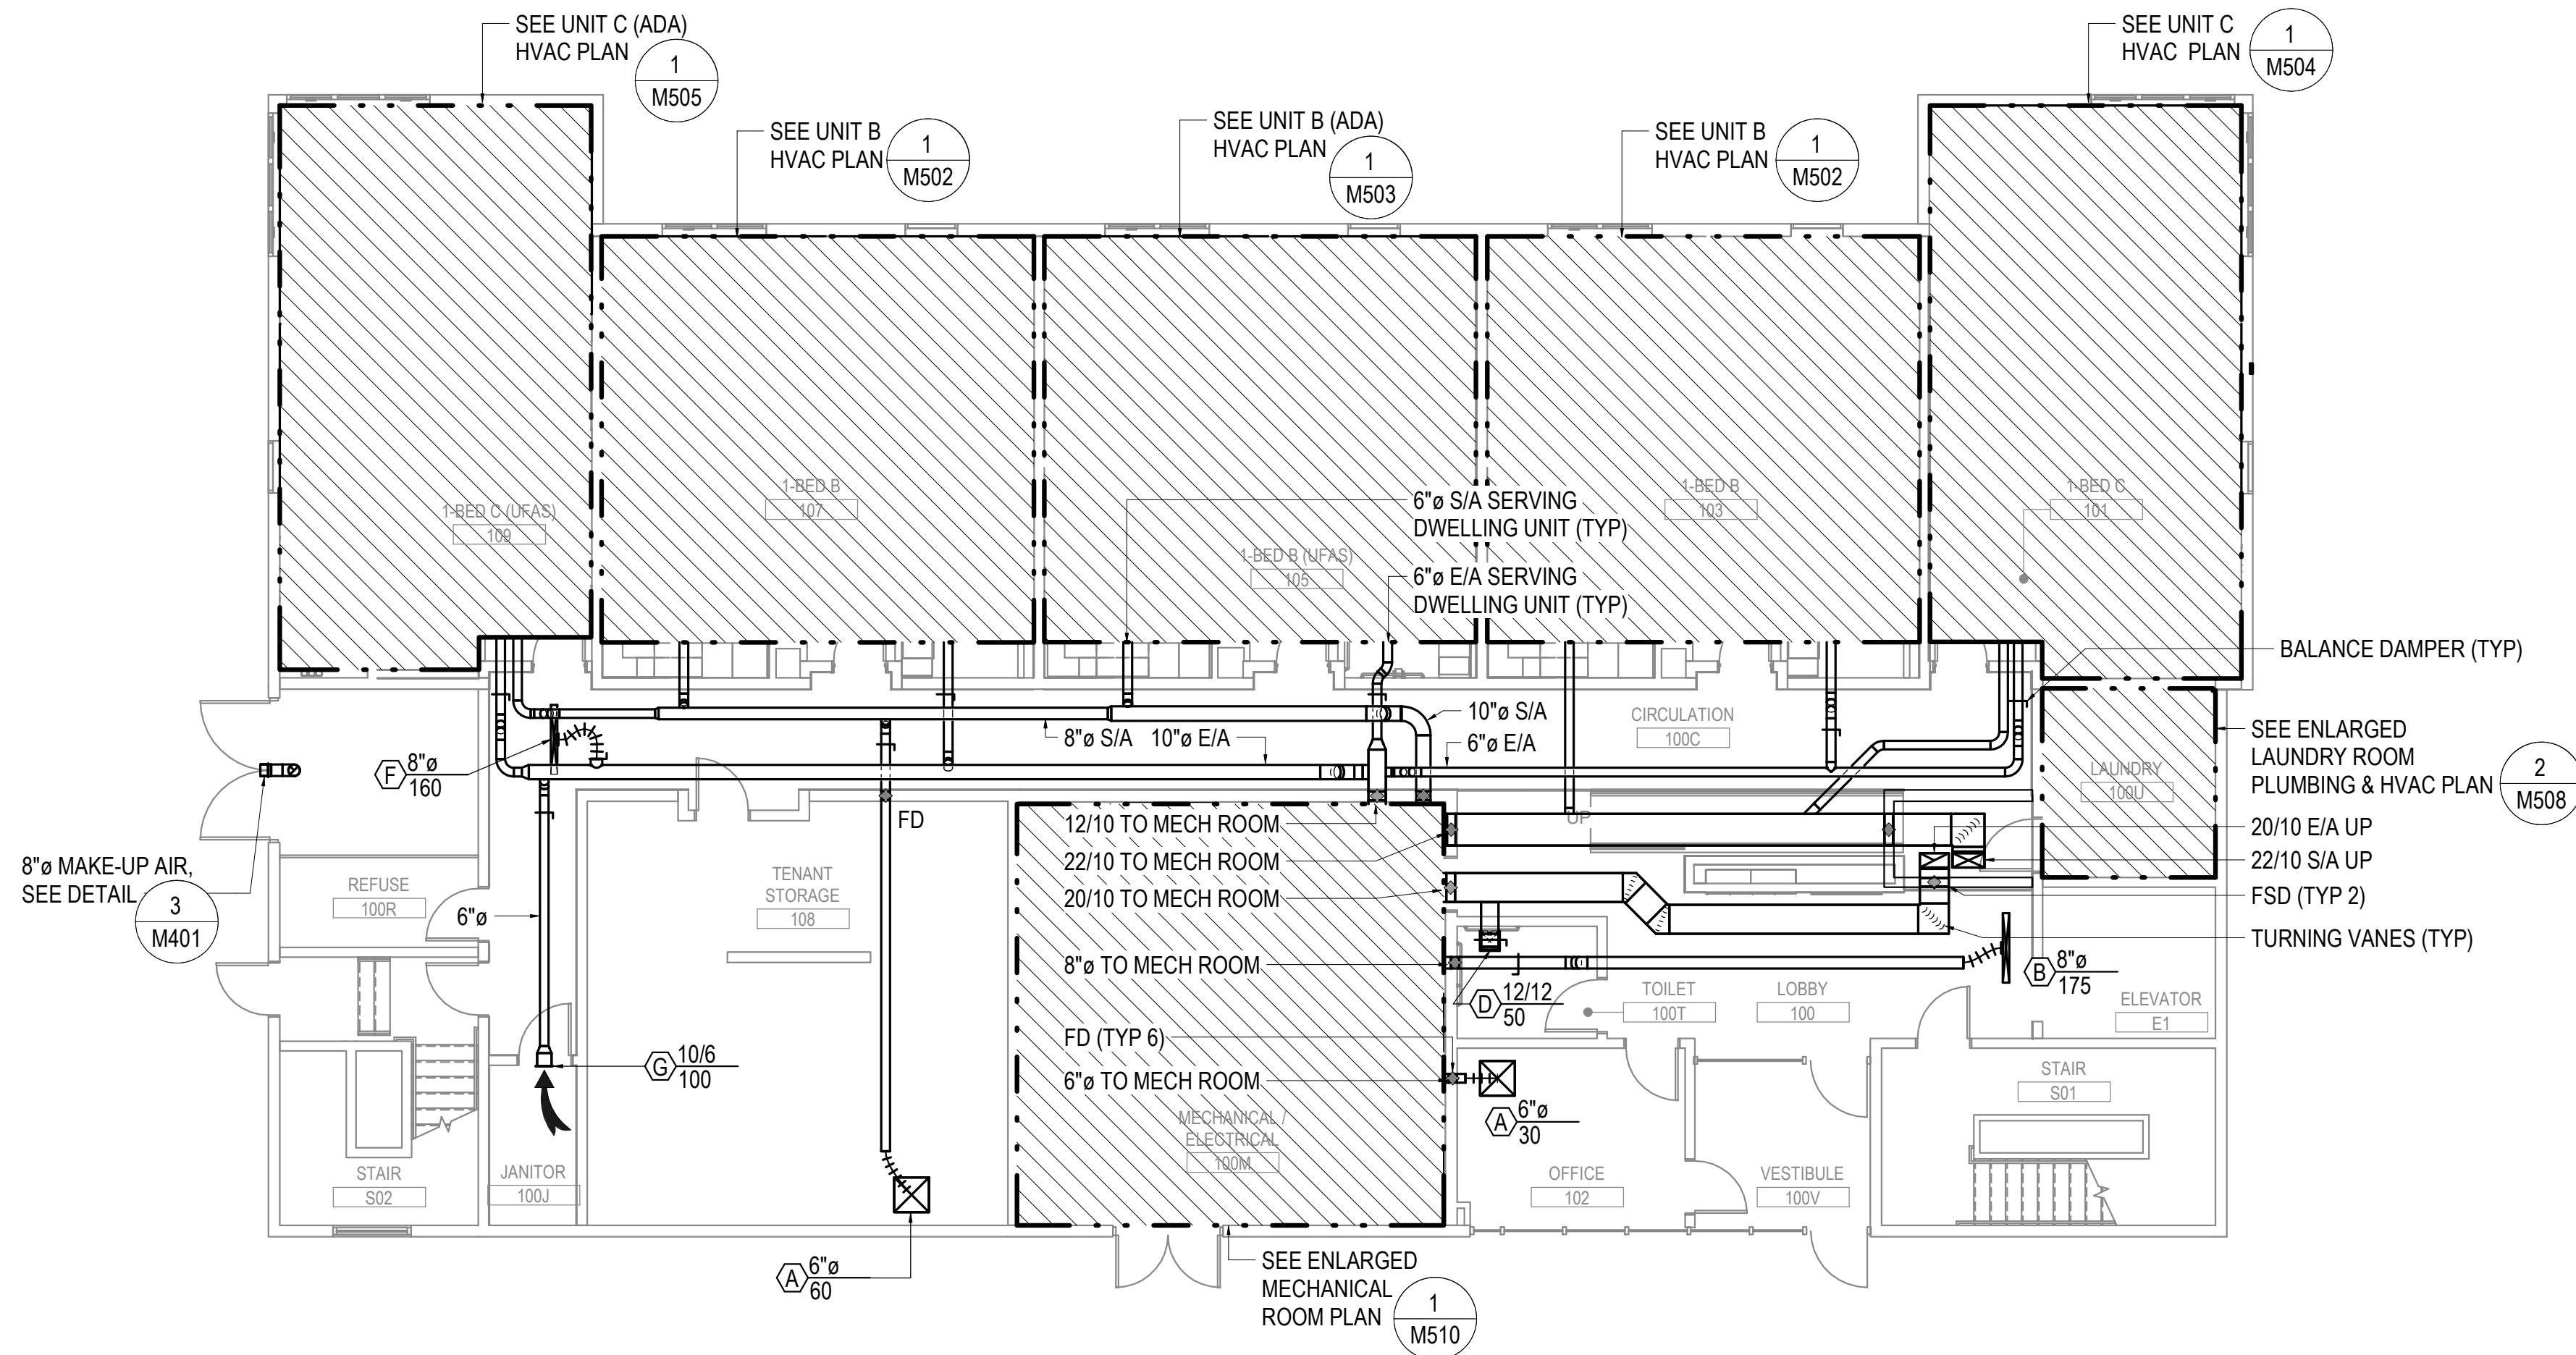 SEE UNIT C (ADA)
HVAC PLAN
1
M505
SEE UNIT B
HVAC PLAN
1
M502
SEE UNIT B (ADA)
HVAC PLAN
1
M503
SEE UNIT B
HVAC PLAN
1
M502
SEE UNIT C
HVAC PLAN
1
M504
1-BED C (UFAS)
109
1-BED B
107
1-BED B (UFAS)
105
1-BED B
103
1-BED C
101
6"ø S/A SERVING
DWELLING UNIT (TYP)
6"ø E/A SERVING
DWELLING UNIT (TYP)
BALANCE DAMPER (TYP)
8"ø S/A
10"ø E/A
10"ø S/A
6"ø E/A
CIRCULATION
100C
F
8"ø
160
LAUNDRY
100U
SEE ENLARGED
LAUNDRY ROOM
PLUMBING & HVAC PLAN
2
M508
FD
UP
12/10 TO MECH ROOM
22/10 TO MECH ROOM
20/10 TO MECH ROOM
20/10 E/A UP
22/10 S/A UP
FSD (TYP 2)
TURNING VANES (TYP)
8"ø MAKE-UP AIR,
SEE DETAIL
3
M401
REFUSE
100R
6"ø
TENANT
STORAGE
108
8"ø TO MECH ROOM
D
12/12
50
TOILET
100T
LOBBY
100
B
8"ø
175
ELEVATOR
E1
FD (TYP 6)
6"ø TO MECH ROOM
G
10/6
100
A
6"ø
30
MECHANICAL /
ELECTRICAL
100M
STAIR
S01
STAIR
S02
JANITOR
100J
OFFICE
102
VESTIBULE
100V
A
6"ø
60
SEE ENLARGED
MECHANICAL
ROOM PLAN
1
M510